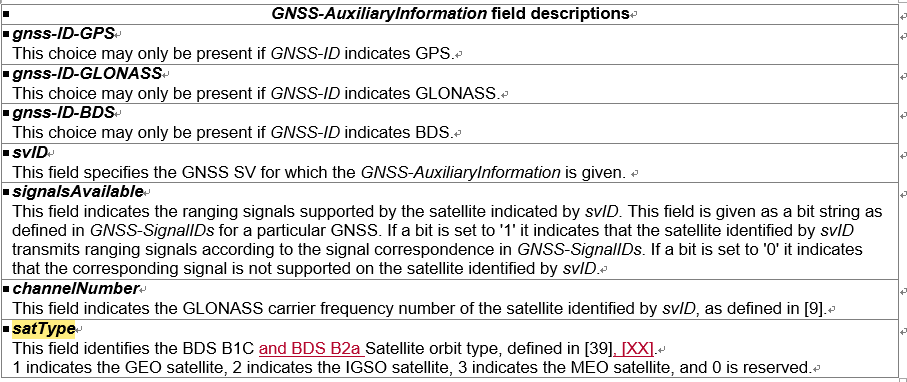 GNSS-AuxiliaryInformation field descriptions
gnss-ID-GPS
This choice may only be present if GNSS-ID indicates GPS.
gnss-ID-GLONASS
This choice may only be present if GNSS-ID indicates GLONASS.
gnss-ID-BDS
This choice may only be present if GNSS-ID indicates BDS.
svID
This field specifies the GNSS SV for which the GNSS-AuxiliaryInformation is given.
signalsAvailable
This field indicates the ranging signals supported by the satellite indicated by svID. This field is given as a bit string as
defined in GNSS-SignalIDs for a particular GNSS. If a bit is set to '1' it indicates that the satellite identified by svID
transmits ranging signals according to the signal correspondence in GNSS-SignalIDs. If a bit is set to '0' it indicates
that the corresponding signal is not supported on the satellite identified by svID.
channelNumber
This field indicates the GLONASS carrier frequency number of the satellite identified by svID, as defined in [9].
satType
This field identifies the BDS B1C and BDS B2a Satellite orbit type, defined in [39], [XX].
1 indicates the GEO satellite, 2 indicates the IGSO satellite, 3 indicates the MEO satellite, and 0 is reserved.